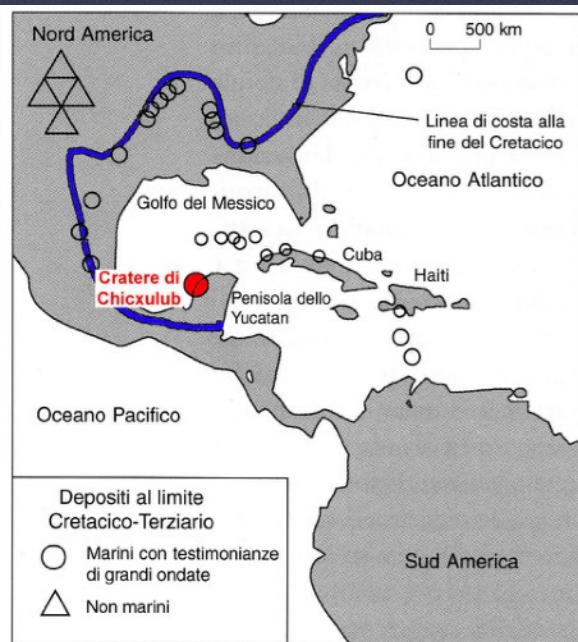 Nord America
0 500 km
Linea di costa alla
fine del Cretacico
Oceano Atlantico
Golfo del Messico
Cuba
Haiti
Cratere di
Chicxulub
Penisola dello
Yucatan
Oceano Pacifico
Sud America
Depositi al limite
Cretacico-Terziario
Marini con testimonianze
di grandi ondate
Non marini